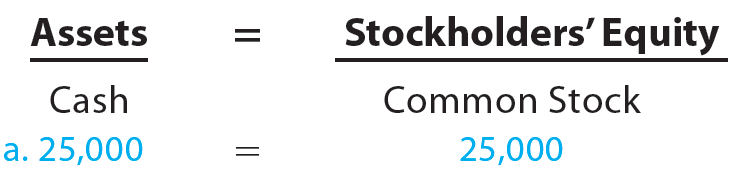 Assets = Stockholders’ Equity
Cash Common Stock
a. 25,000 = 25,000